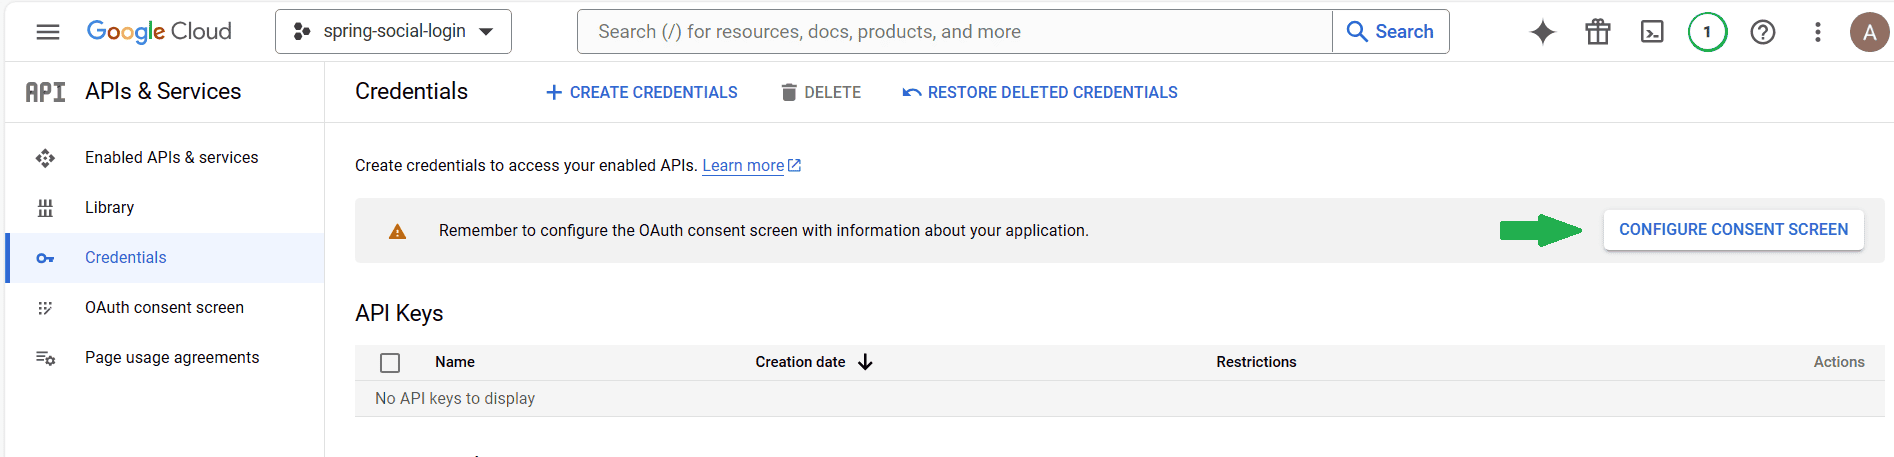 Google Cloud
spring-social-login
Search (/) for resources, docs, products, and more
Search
1
A
API
APIs & Services
Credentials
CREATE CREDENTIALS
DELETE
RESTORE DELETED CREDENTIALS
Enabled APIs & services
Library
Credentials
OAuth consent screen
Page usage agreements
Create credentials to access your enabled APIs. Learn more
Remember to configure the OAuth consent screen with information about your application.
CONFIGURE CONSENT SCREEN
API Keys
Name Creation date Restrictions Actions
No API keys to display